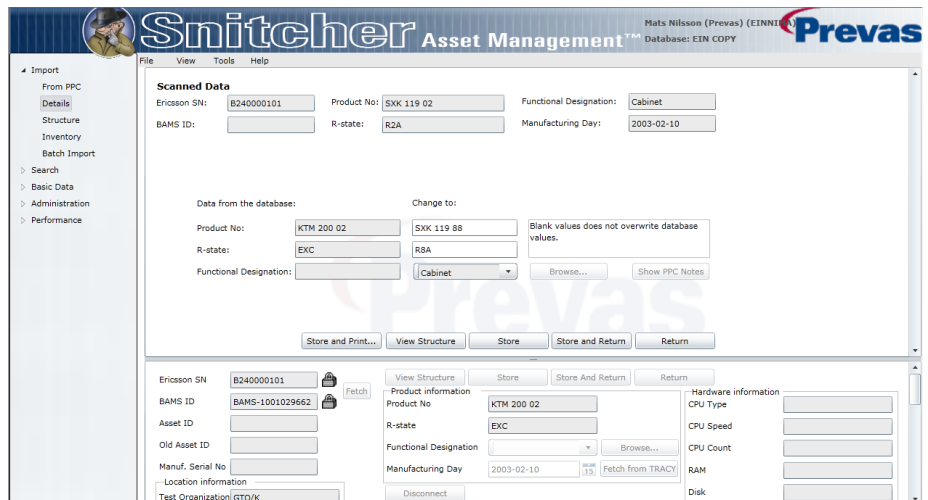 Snitcher Asset Management™
Mats Nilsson (Prevas) (EINNI
Database: EIN COPY
Prevas
File View Tools Help
Import
From PPC
Details
Structure
Inventory
Batch Import
Search
Basic Data
Administration
Performance
Scanned Data
Ericsson SN: B240000101 Product No: SXK 119 02 Functional Designation: Cabinet
BAMS ID: R-state: R2A Manufacturing Day: 2003-02-10
Data from the database: Change to:
Product No: KTM 200 02 SXK 119 88 Blank values does not overwrite database
values.
R-state: EXC R8A
Functional Designation: Cabinet Browse... Show PPC Notes
Prevas
Store and Print... View Structure Store Store and Return Return
Ericsson SN B240000101 Fetch
BAMS ID BAMS-1001029662
Asset ID
Old Asset ID
Manuf. Serial No
Location information
Test Organization GTO/K
View Structure Store Store And Return Return
Product information
Product No KTM 200 02
R-state EXC
Functional Designation Browse...
Manufacturing Day 2003-02-10 15 Fetch from TRACY
Disconnect
Hardware information
CPU Type
CPU Speed
CPU Count
RAM
Disk